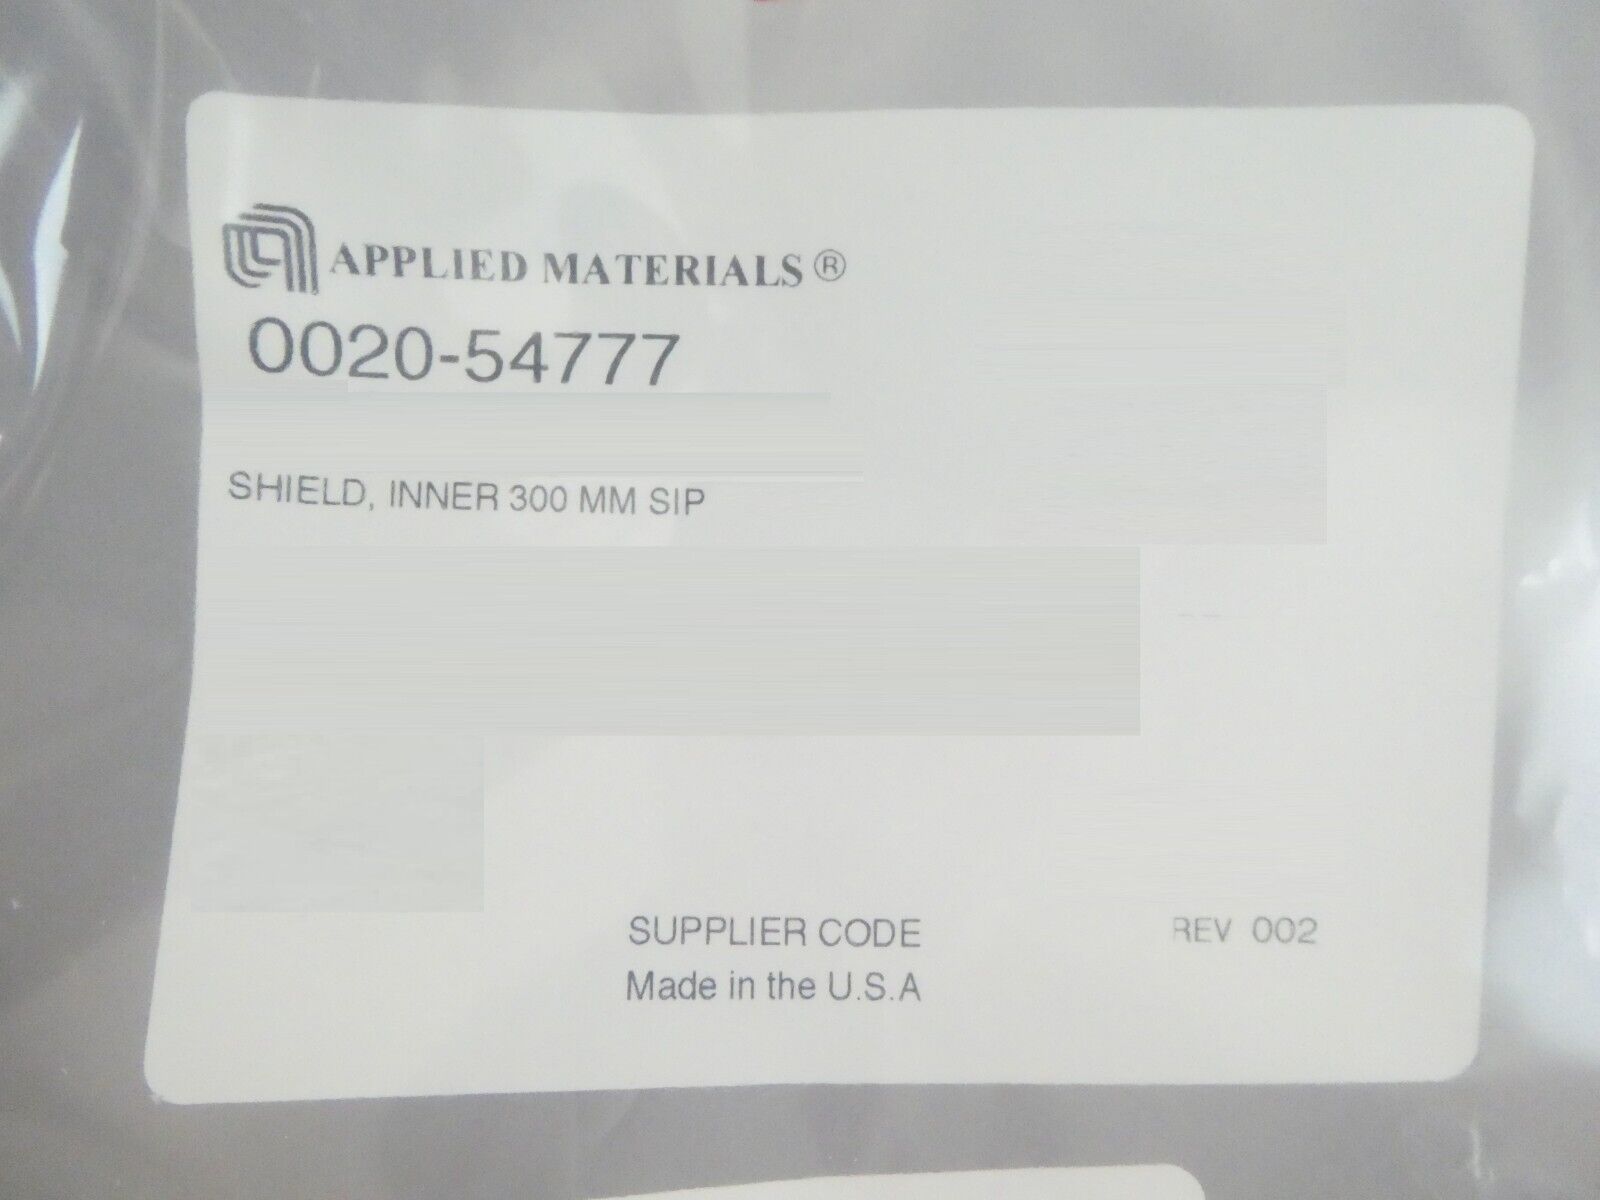 APPLIED MATERIALS®
0020-54777
SHIELD, INNER 300 MM SIP
SUPPLIER CODE REV 002
Made in the U.S.A